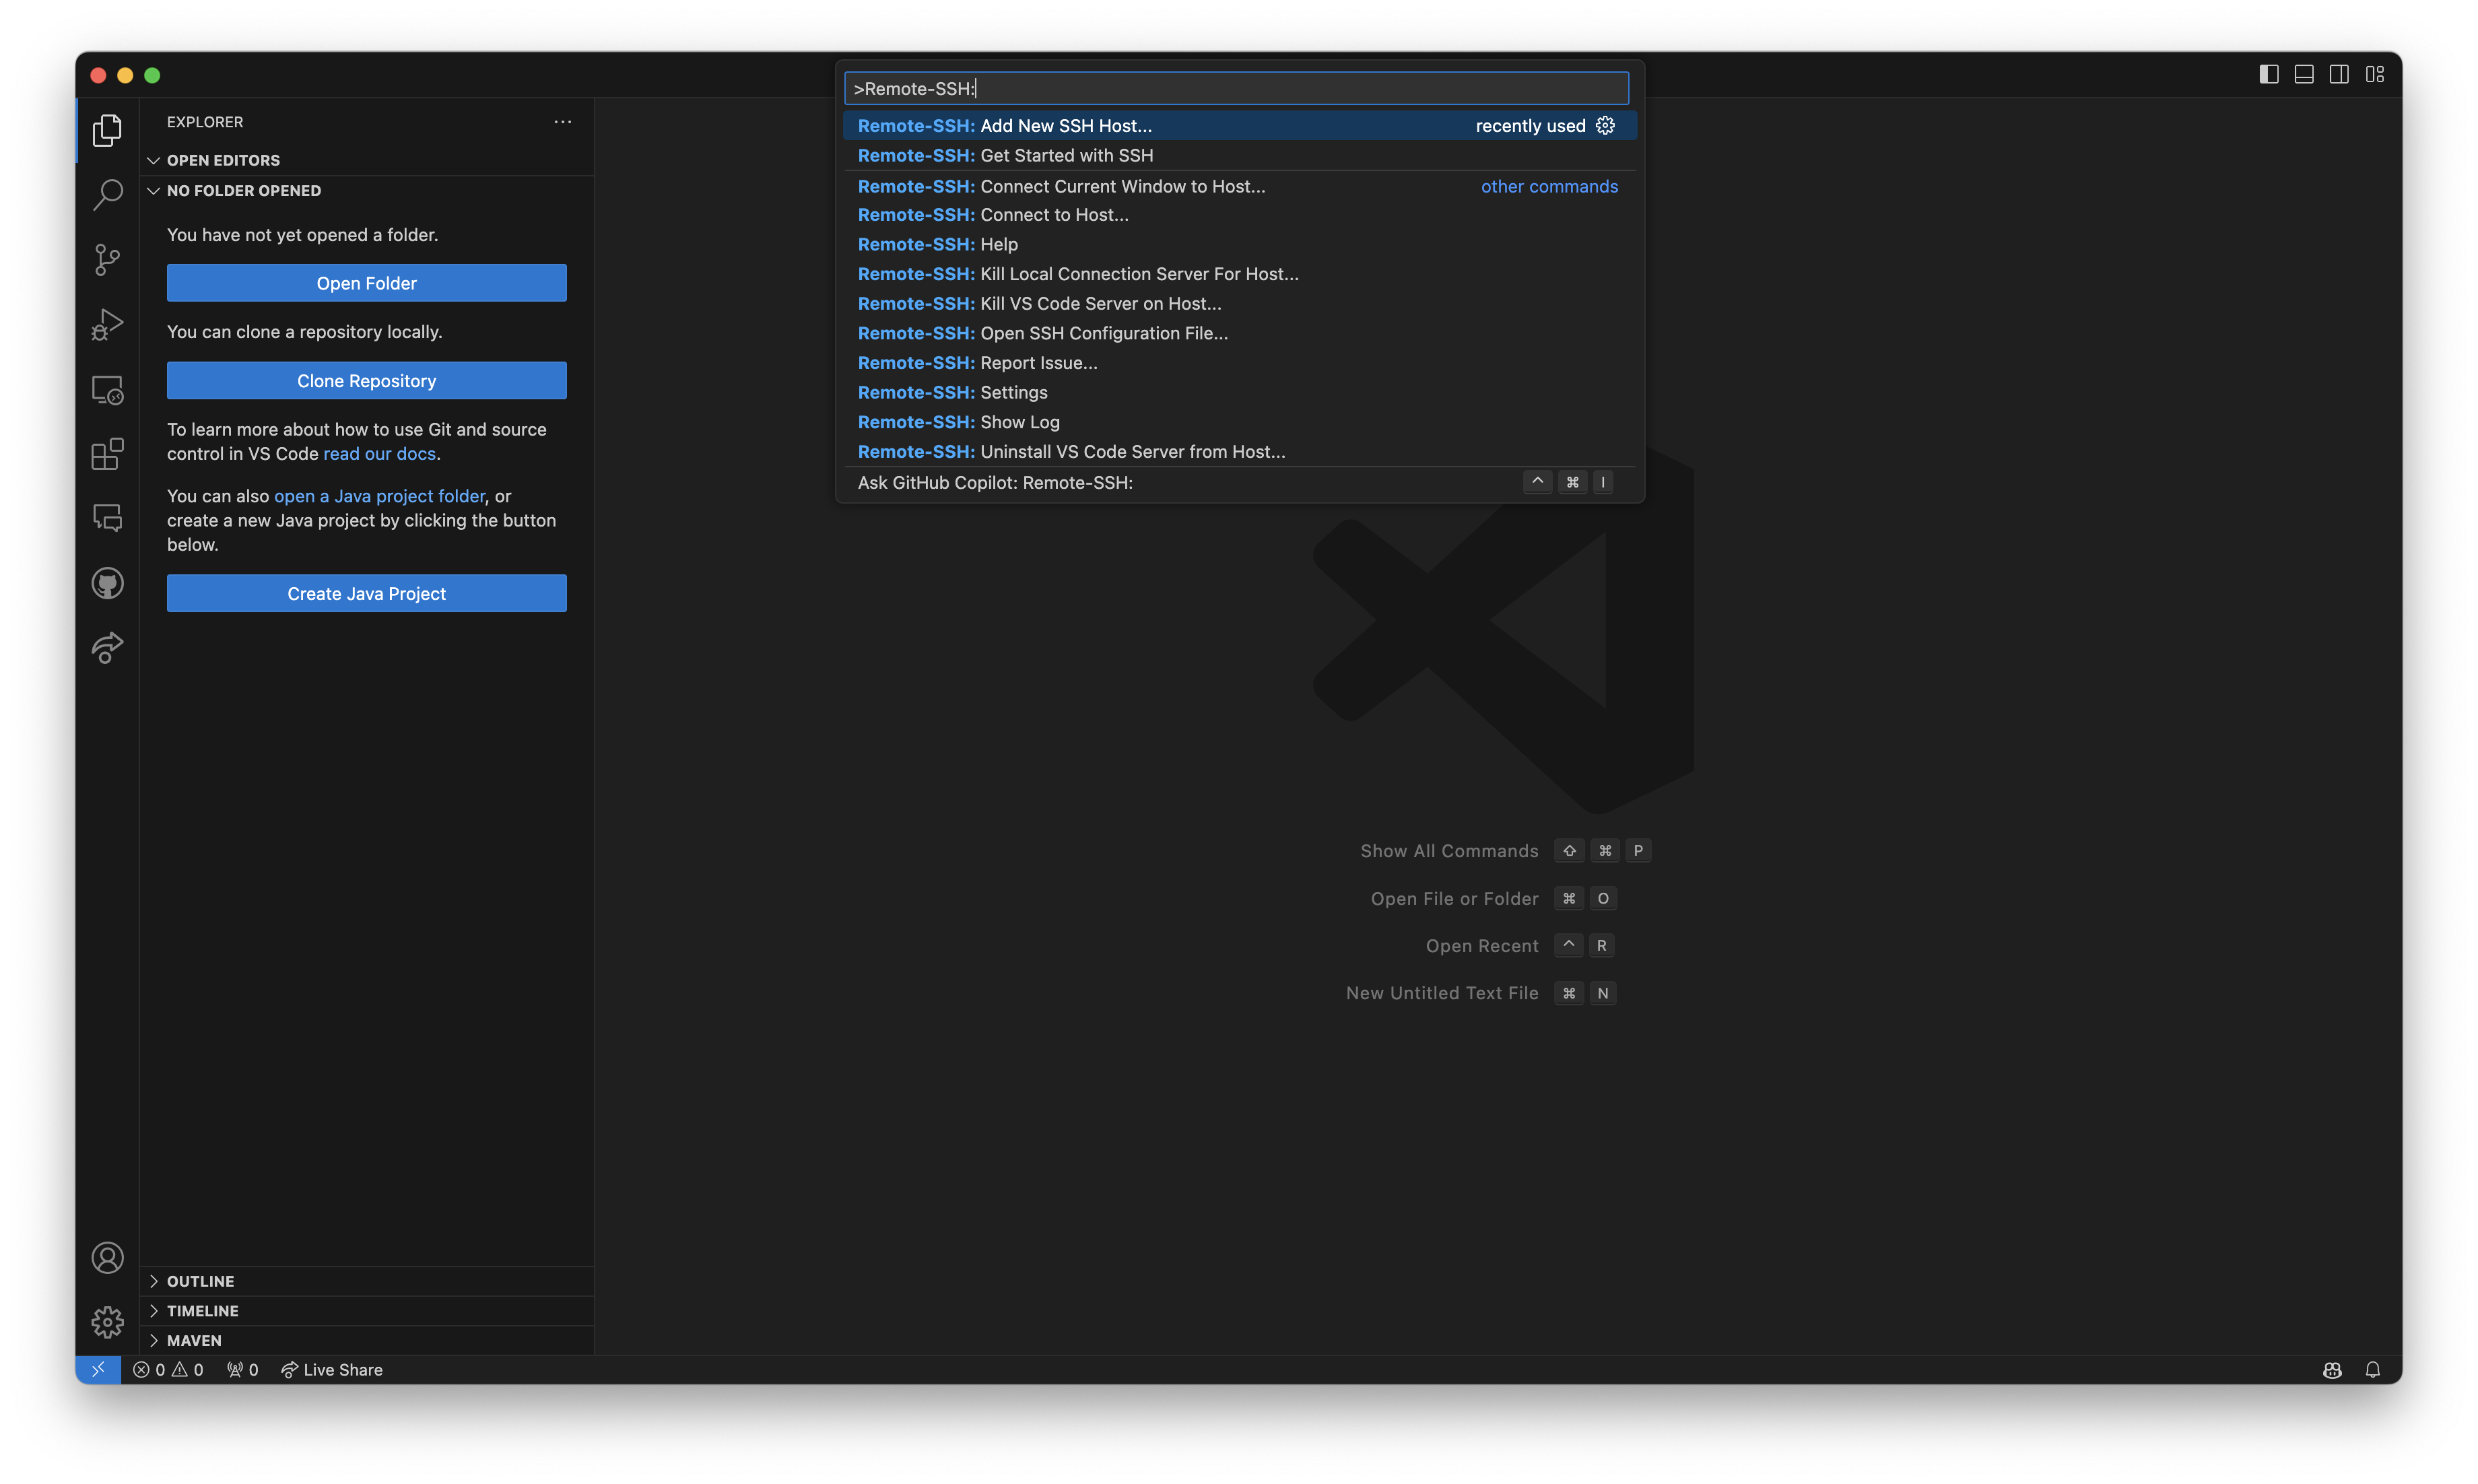 >Remote-SSH:
Remote-SSH: Add New SSH Host... recently used
Remote-SSH: Get Started with SSH
Remote-SSH: Connect Current Window to Host... other commands
Remote-SSH: Connect to Host...
Remote-SSH: Help
Remote-SSH: Kill Local Connection Server For Host...
Remote-SSH: Kill VS Code Server on Host...
Remote-SSH: Open SSH Configuration File...
Remote-SSH: Report Issue...
Remote-SSH: Settings
Remote-SSH: Show Log
Remote-SSH: Uninstall VS Code Server from Host...
Ask GitHub Copilot: Remote-SSH: ^ ⌘ I
EXPLORER
OPEN EDITORS
NO FOLDER OPENED
You have not yet opened a folder.
Open Folder
You can clone a repository locally.
Clone Repository
To learn more about how to use Git and source
control in VS Code read our docs.
You can also open a Java project folder, or
create a new Java project by clicking the button
below.
Create Java Project
Show All Commands ⇧ ⌘ P
Open File or Folder ⌘ O
Open Recent ^ R
New Untitled Text File ⌘ N
OUTLINE
TIMELINE
MAVEN
0 0 0 Live Share